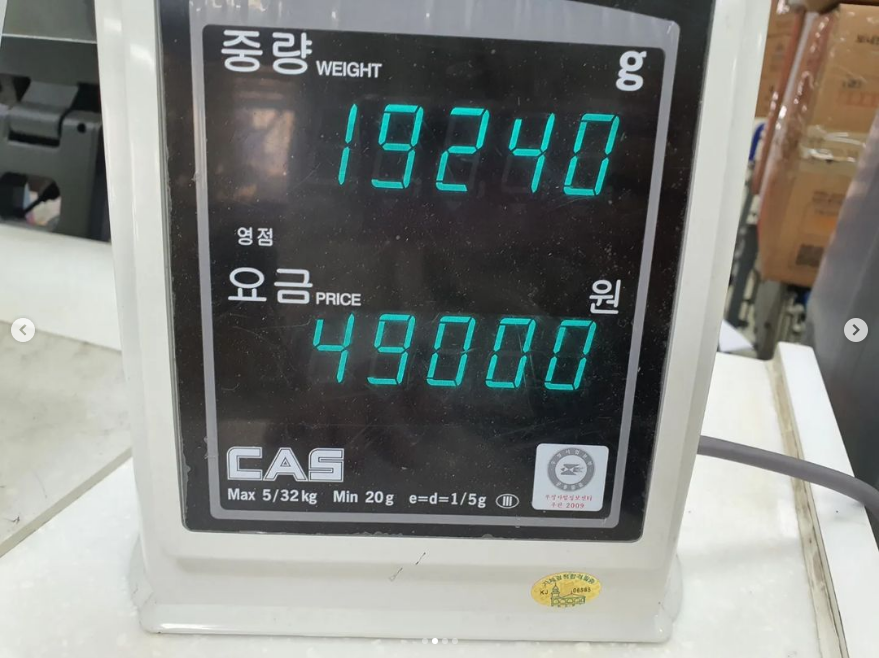 중량 WEIGHT g
19240
영점
요금 PRICE 원
49000
CAS
Max 5/32kg Min 20g e=d=1/5g III
2009